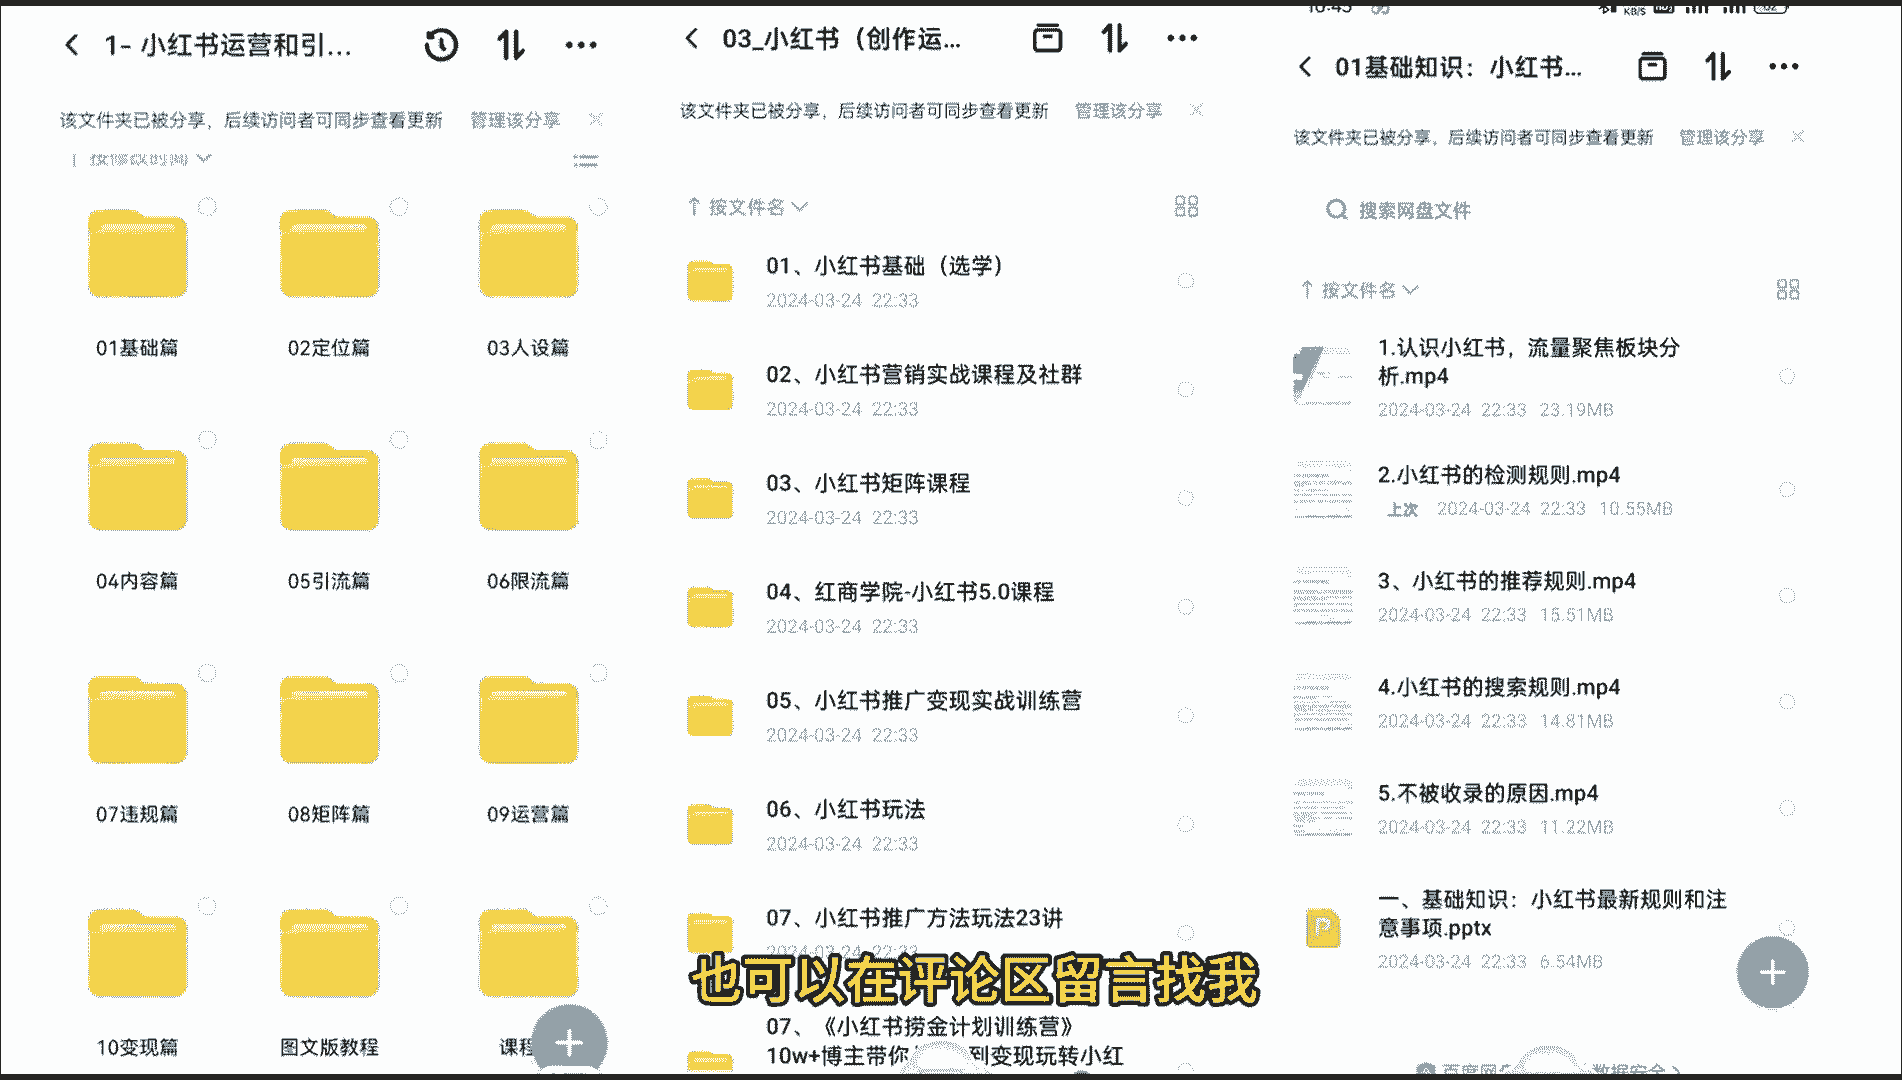 1- 小红书运营和引...
该文件夹已被分享，后续访问者可同步查看更新 管理该分享
按修改时间
01基础篇 02定位篇 03人设篇
04内容篇 05引流篇 06限流篇
07违规篇 08矩阵篇 09运营篇
10变现篇 图文版教程 课程
03_小红书（创作运...
该文件夹已被分享，后续访问者可同步查看更新 管理该分享
按文件名
01、小红书基础（选学）
2024-03-24 22:33
02、小红书营销实战课程及社群
2024-03-24 22:33
03、小红书矩阵课程
2024-03-24 22:33
04、红商学院-小红书5.0课程
2024-03-24 22:33
05、小红书推广变现实战训练营
2024-03-24 22:33
06、小红书玩法
2024-03-24 22:33
07、小红书推广方法玩法23讲
2024-03-24 22:33
也可以在评论区留言找我
07、《小红书捞金计划训练营》
10w+博主带你 到变现玩转小红
01基础知识：小红书...
该文件夹已被分享，后续访问者可同步查看更新 管理该分享
搜索网盘文件
按文件名
1.认识小红书，流量聚焦板块分
析.mp4
2024-03-24 22:33 23.19MB
2.小红书的检测规则.mp4
上次 2024-03-24 22:33 10.55MB
3、小红书的推荐规则.mp4
2024-03-24 22:33 15.51MB
4.小红书的搜索规则.mp4
2024-03-24 22:33 14.81MB
5.不被收录的原因.mp4
2024-03-24 22:33 11.22MB
一、基础知识：小红书最新规则和注
意事项.pptx
2024-03-24 22:33 6.54MB